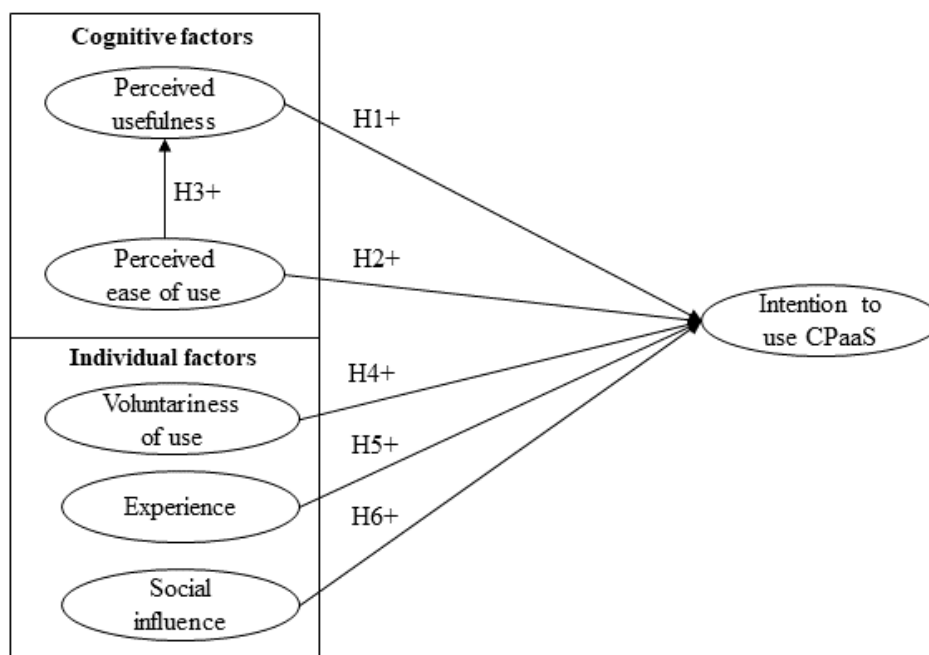 Cognitive factors
Perceived
usefulness
H1+
H3+
Perceived
ease of use
H2+
Intention to
use CPaaS
Individual factors
Voluntariness
of use
H4+
Experience
H5+
H6+
Social
influence